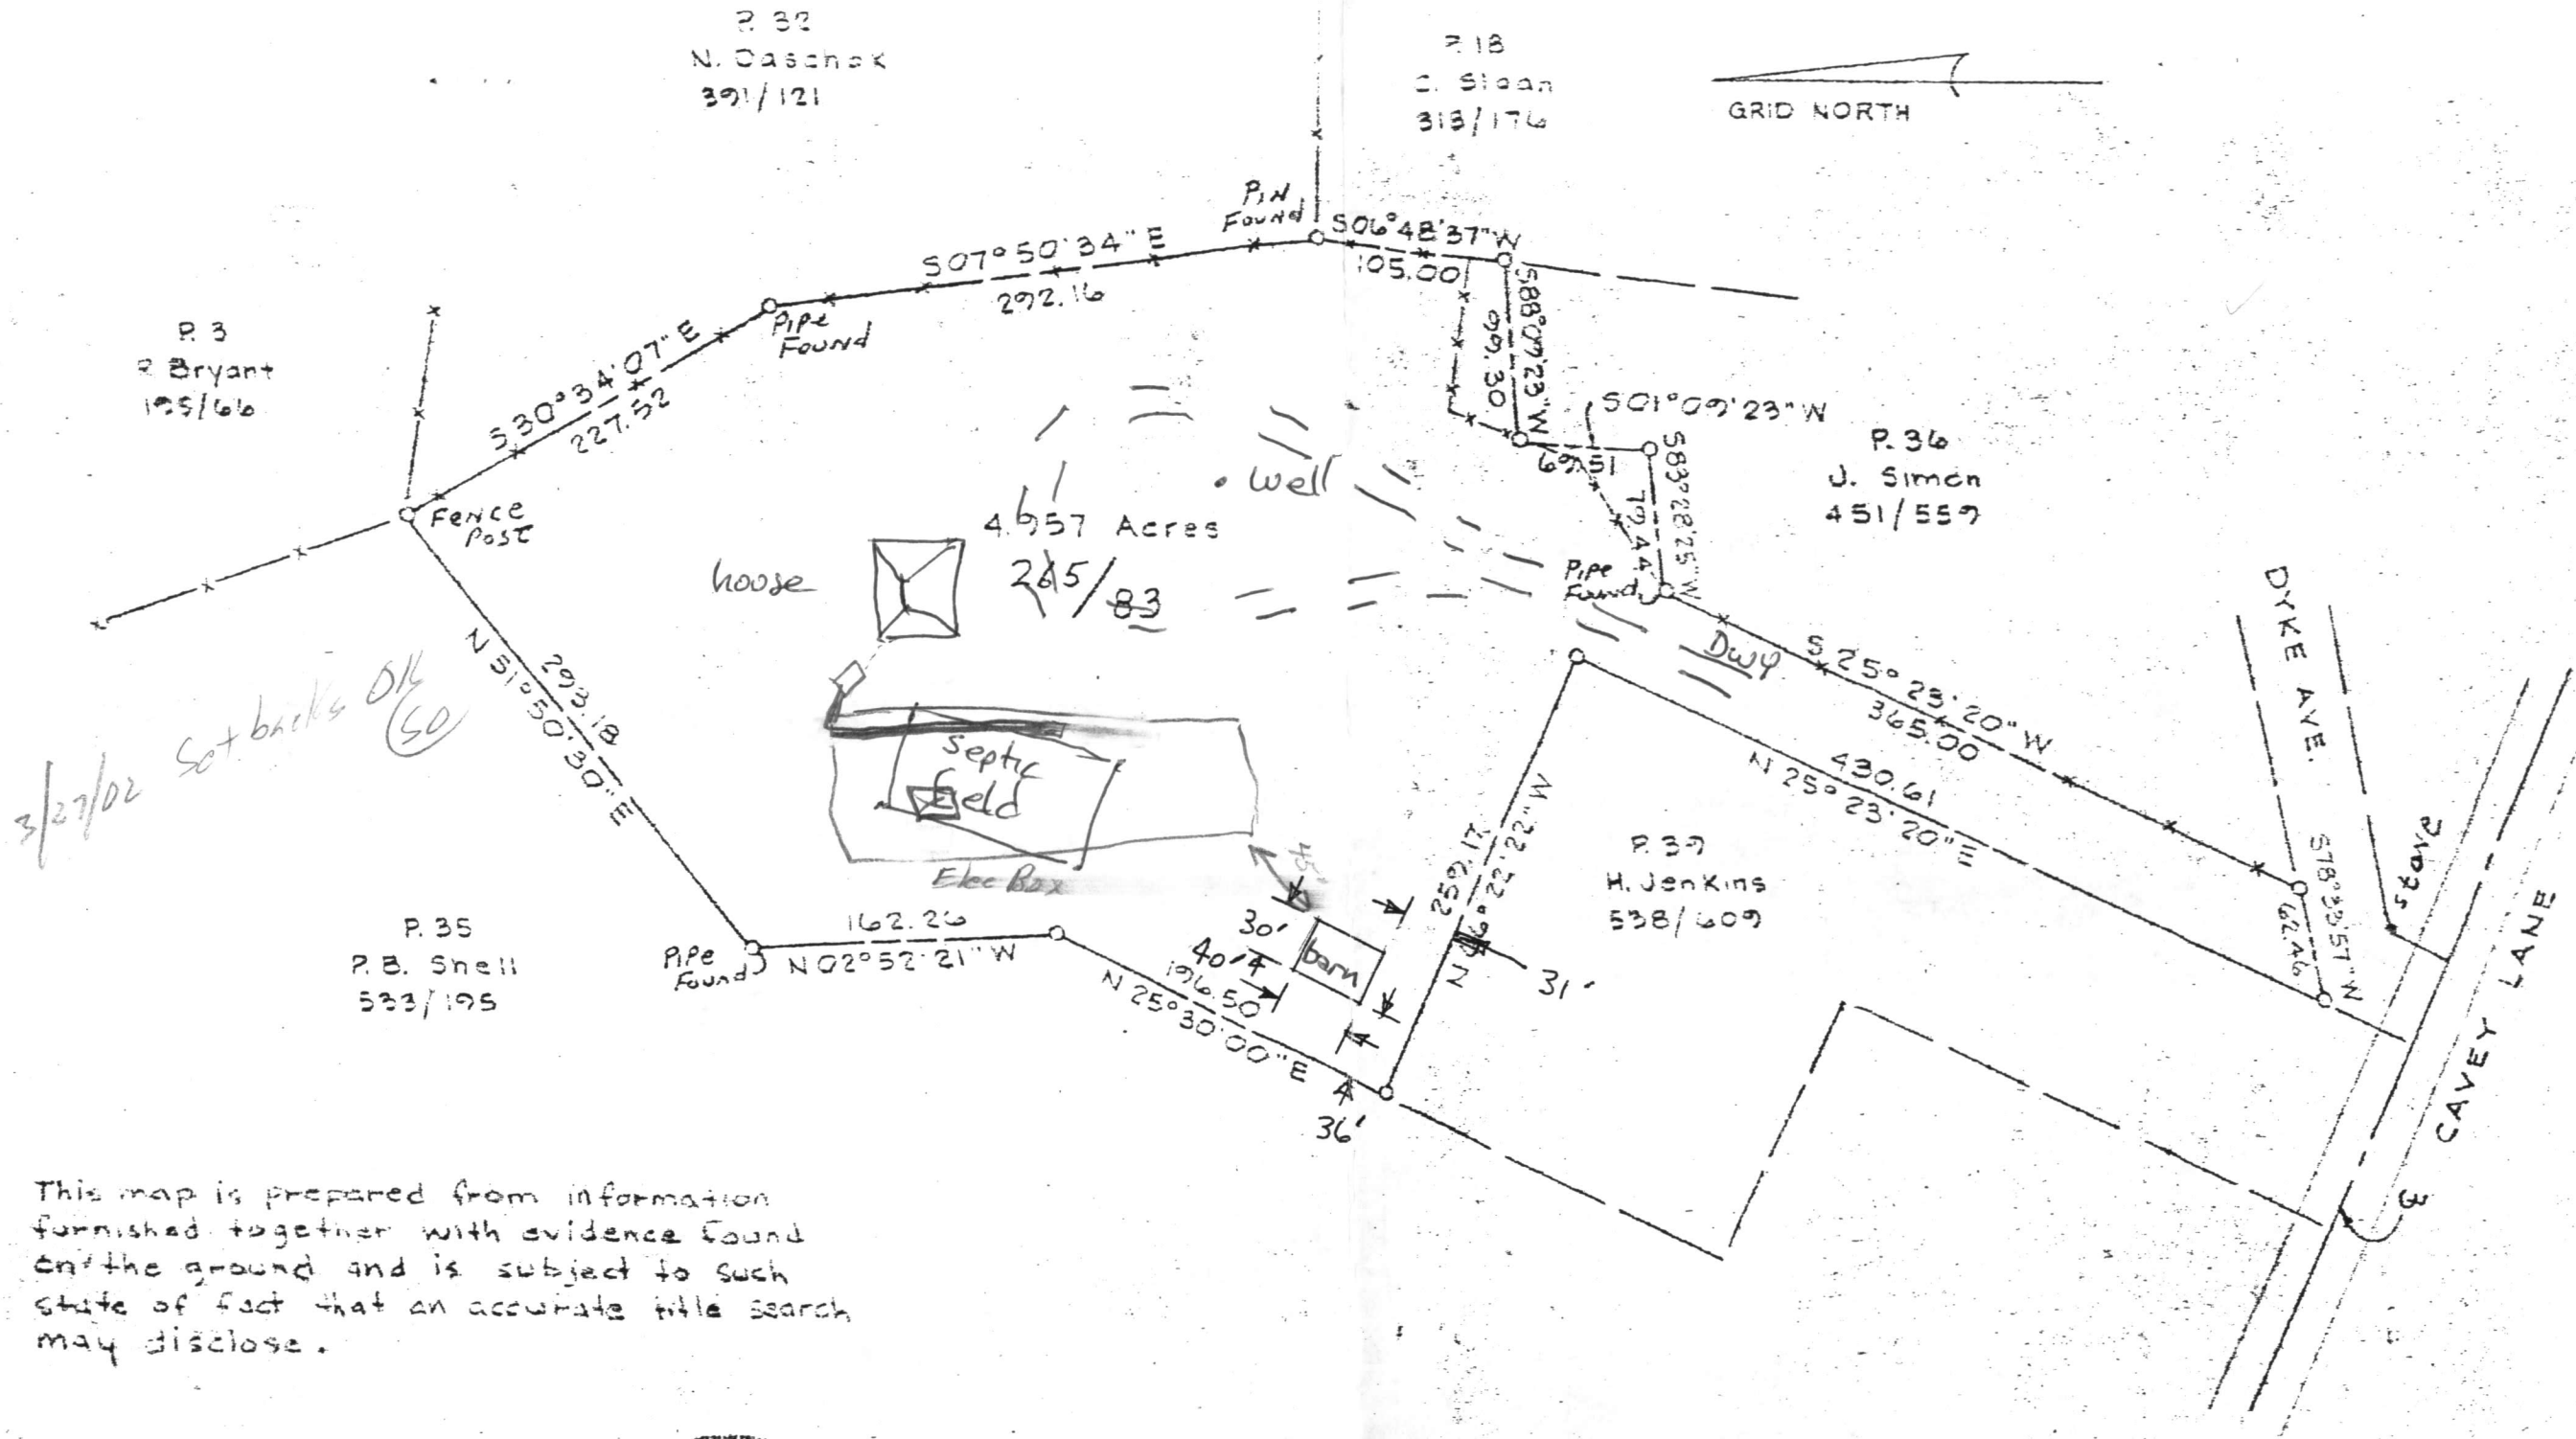 P. 32
N. Daschak
391/121
P. 18
C. Sloan
313/176
GRID NORTH
PIN
FOUND
S06°48'37"W
105.00
S07°50'34"E
292.16
PIPE
FOUND
P. 3
P. Bryant
195/66
S30°34'07"E
227.52
S88°09'23"W
99.30
S01°09'23"W
69.51
S83°28'25"W
79.44
P. 36
J. Simon
451/559
Well
FENCE
POST
4.957 Acres
83
house
PIPE
FOUND
DYKE AVE.
Dwy
S25°23'20"W
365.00
430.61
N25°23'20"E
293.18
N51°50'30"E
3/27/02 Setbacks OK
Septic
field
Elec Box
45'
259.17
P. 39
H. Jenkins
538/609
stave
S78°33'57"W
62.46
CAVEY LANE
P. 35
P. B. Snell
533/195
PIPE
FOUND
162.26
N02°52'21"W
30'
40'
barn
31'
196.50
N25°30'00"E
36'
This map is prepared from information
furnished together with evidence found
on the ground and is subject to such
state of fact that an accurate title search
may disclose.